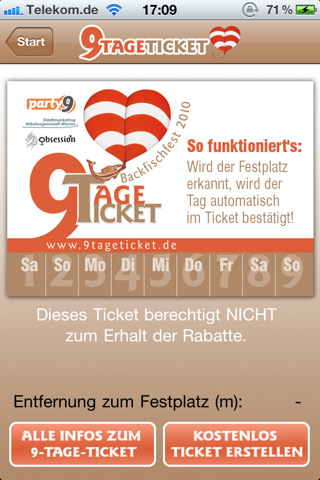 Telekom.de 17:09 71 %
Start
9TAGETICKET
party9
Stadtmarketing
Nibelungenstadt Worms
Obsession
Backfischfest 2010
9 TAGE
TICKET
So funktioniert's:
Wird der Festplatz
erkannt, wird der
Tag automatisch
im Ticket bestätigt!
www.9tageticket.de
Sa So Mo Di Mi Do Fr Sa So
1 2 3 4 5 6 7 8 9
Dieses Ticket berechtigt NICHT
zum Erhalt der Rabatte.
Entfernung zum Festplatz (m): -
ALLE INFOS ZUM
9-TAGE-TICKET
KOSTENLOS
TICKET ERSTELLEN